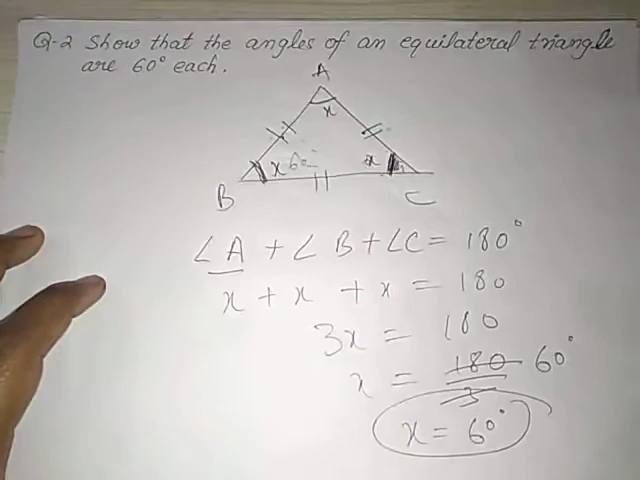 Q-2 Show that the angles of an equilateral triangle
are 60° each.
A
x
x 60° x
B C
∠A + ∠B + ∠C = 180°
x + x + x = 180
3x = 180
x = 180/3 60°
x = 60°